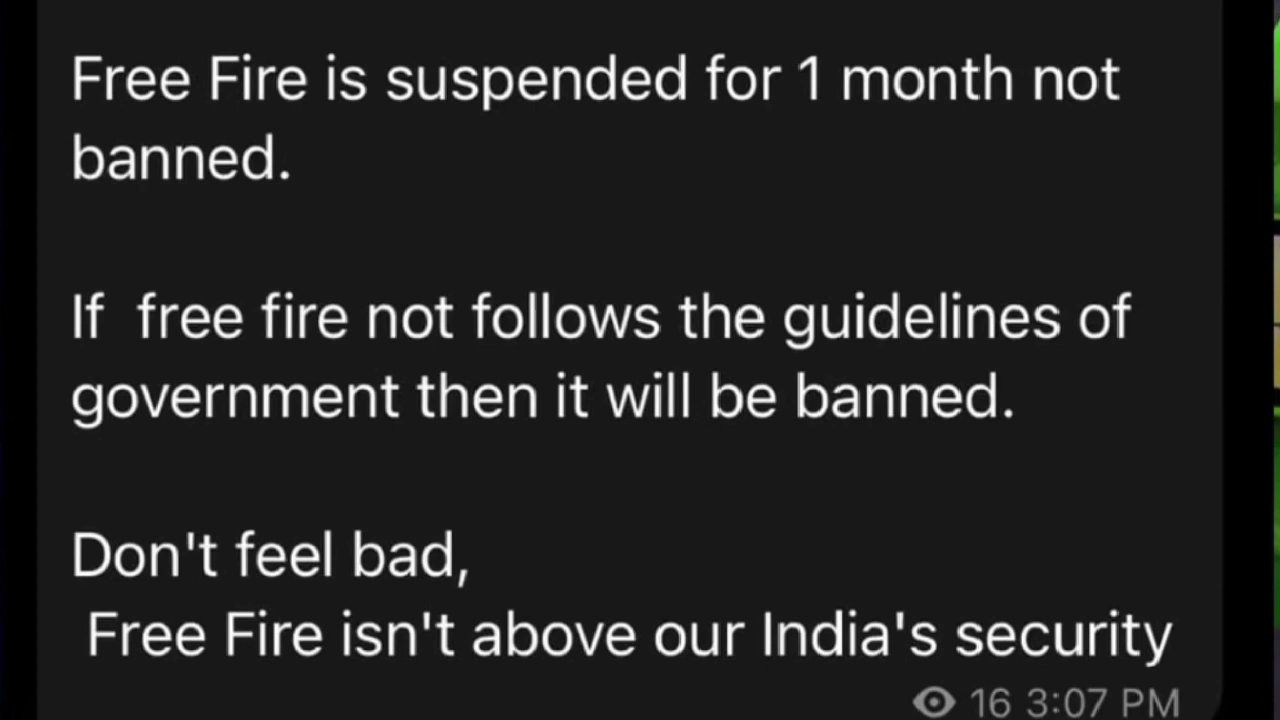 Free Fire is suspended for 1 month not
banned.
If free fire not follows the guidelines of
government then it will be banned.
Don't feel bad,
Free Fire isn't above our India's security
16 3:07 PM